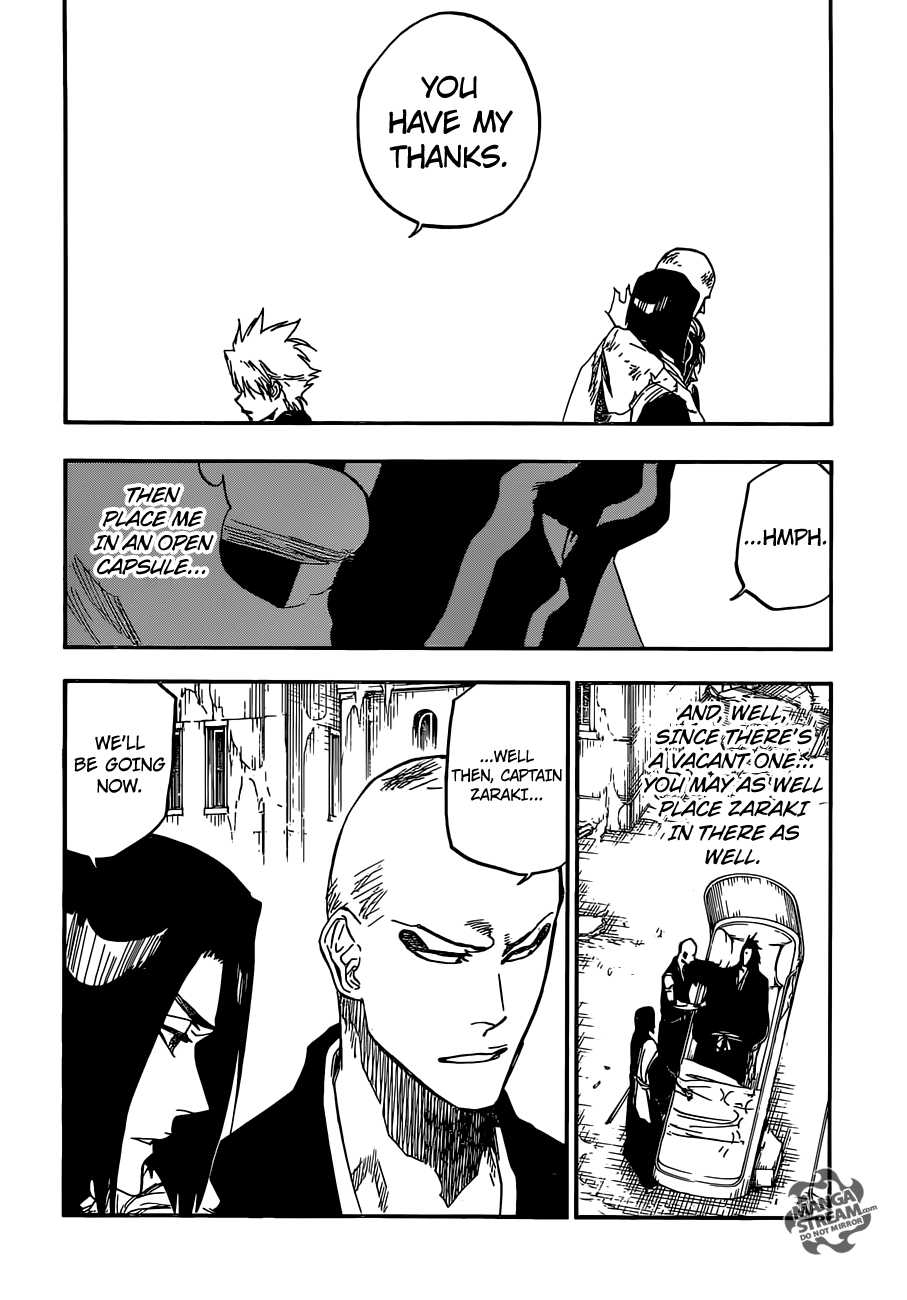 YOU
HAVE MY
THANKS.
...HMPH.
THEN
PLACE ME
IN AN OPEN
CAPSULE...
AND, WELL,
SINCE THERE'S
A VACANT ONE...
YOU MAY AS WELL
PLACE ZARAKI
IN THERE AS
WELL.
...WELL
THEN, CAPTAIN
ZARAKI...
WE'LL
BE GOING
NOW.
MANGA
STREAM.com
DO NOT MIRROR